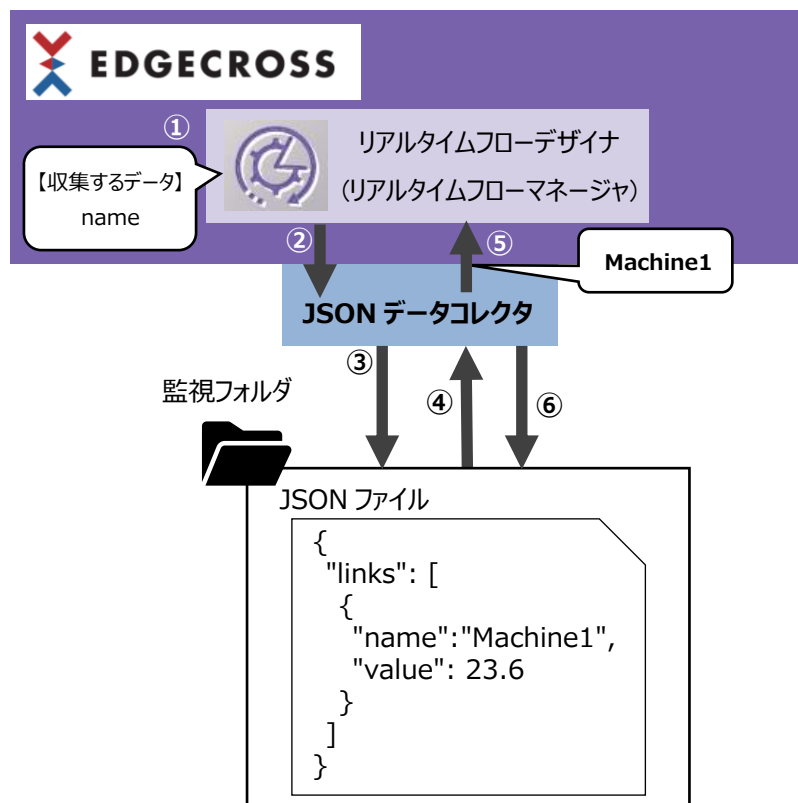 EDGECROSS
①
リアルタイムフローデザイナ
(リアルタイムフローマネージャ)
【収集するデータ】
name
②
⑤
Machine1
JSON データコレクタ
③
④
⑥
監視フォルダ
JSON ファイル
{
"links": [
{
"name":"Machine1",
"value": 23.6
}
]
}